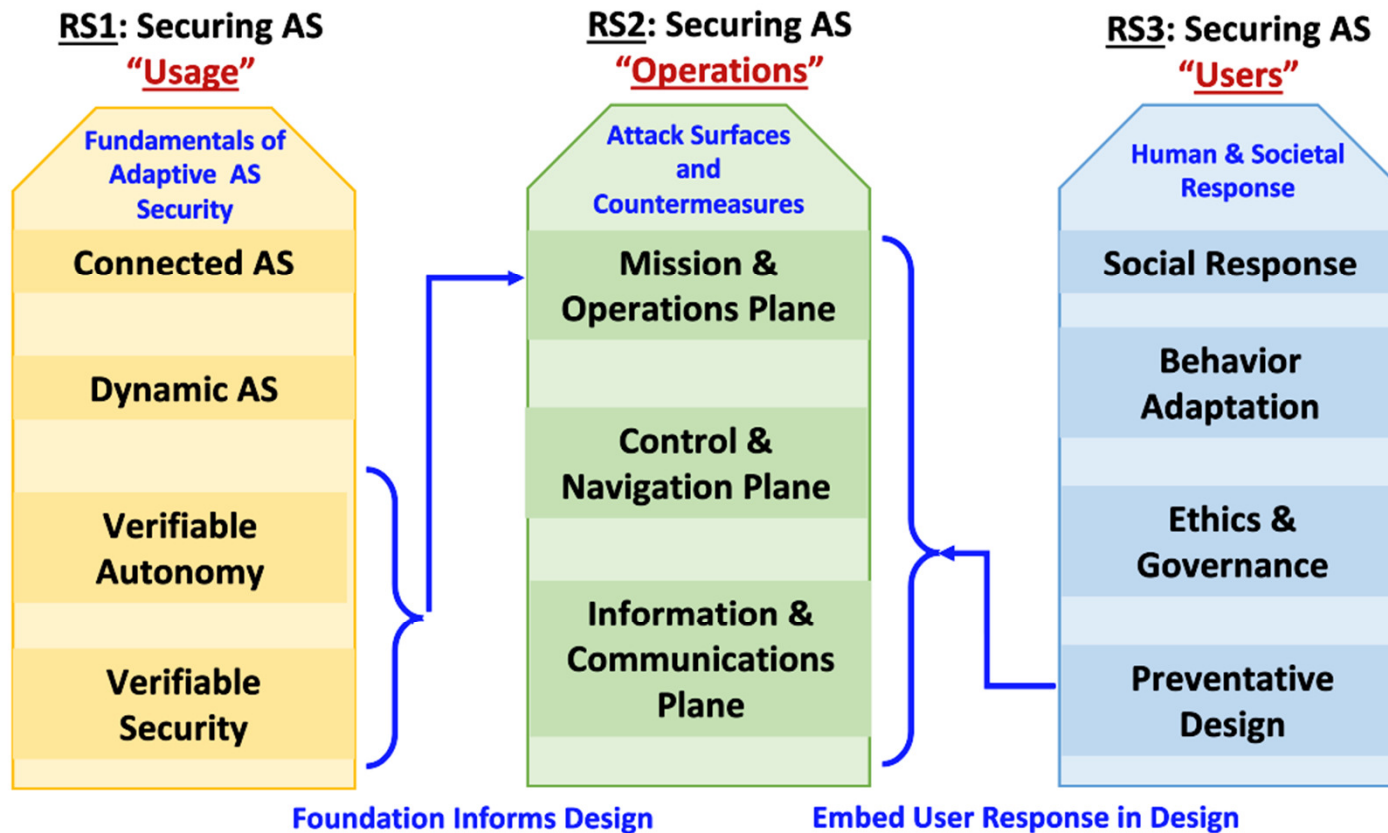 RS1: Securing AS
“Usage”
Fundamentals of
Adaptive AS
Security
Connected AS
Dynamic AS
Verifiable
Autonomy
Verifiable
Security
RS2: Securing AS
“Operations”
Attack Surfaces
and
Countermeasures
Mission &
Operations Plane
Control &
Navigation Plane
Information &
Communications
Plane
RS3: Securing AS
“Users”
Human & Societal
Response
Social Response
Behavior
Adaptation
Ethics &
Governance
Preventative
Design
Foundation Informs Design
Embed User Response in Design